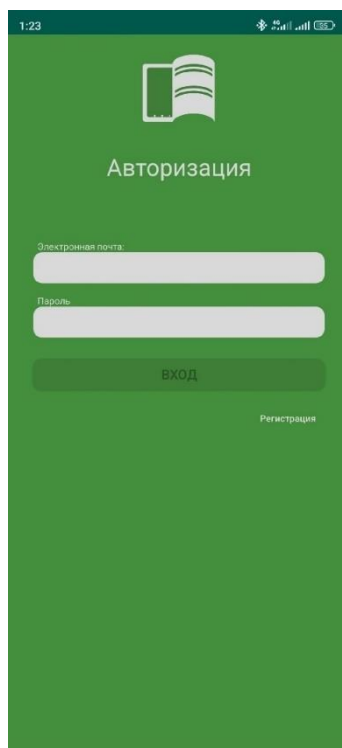 1:23
Авторизация
Электронная почта:
Пароль
ВХОД
Регистрация